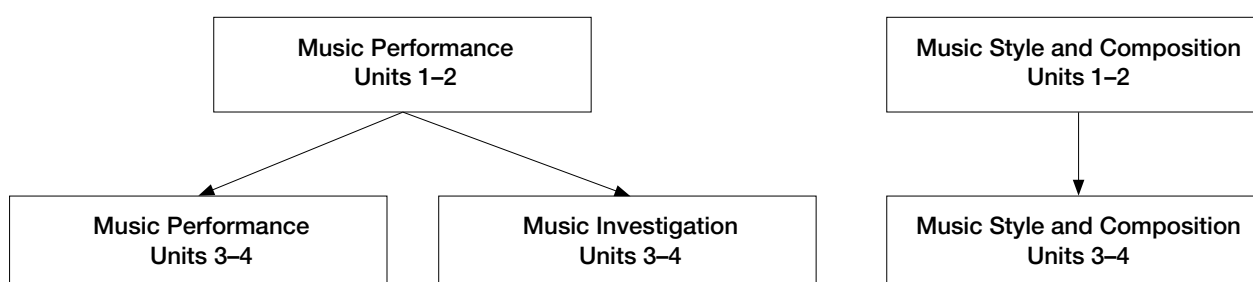 Music Performance
Units 1–2
Music Style and Composition
Units 1–2
Music Performance
Units 3–4
Music Investigation
Units 3–4
Music Style and Composition
Units 3–4